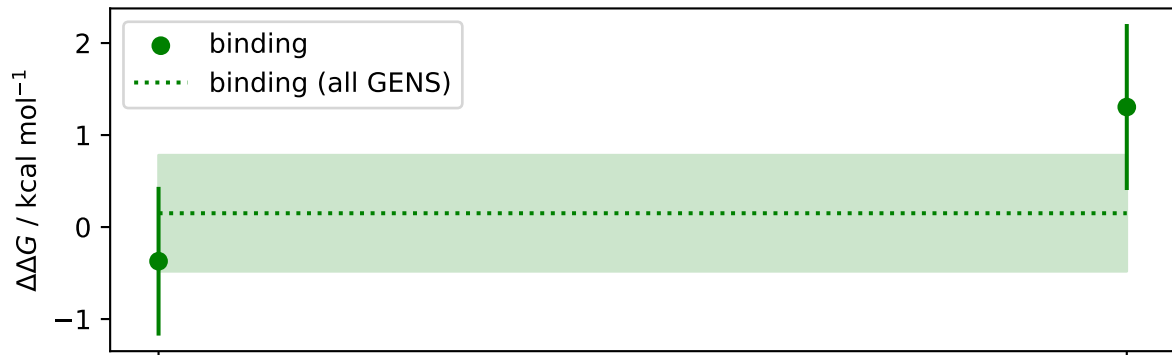 2
1
0
−1
ΔΔG / kcal mol⁻¹
binding
binding (all GENS)